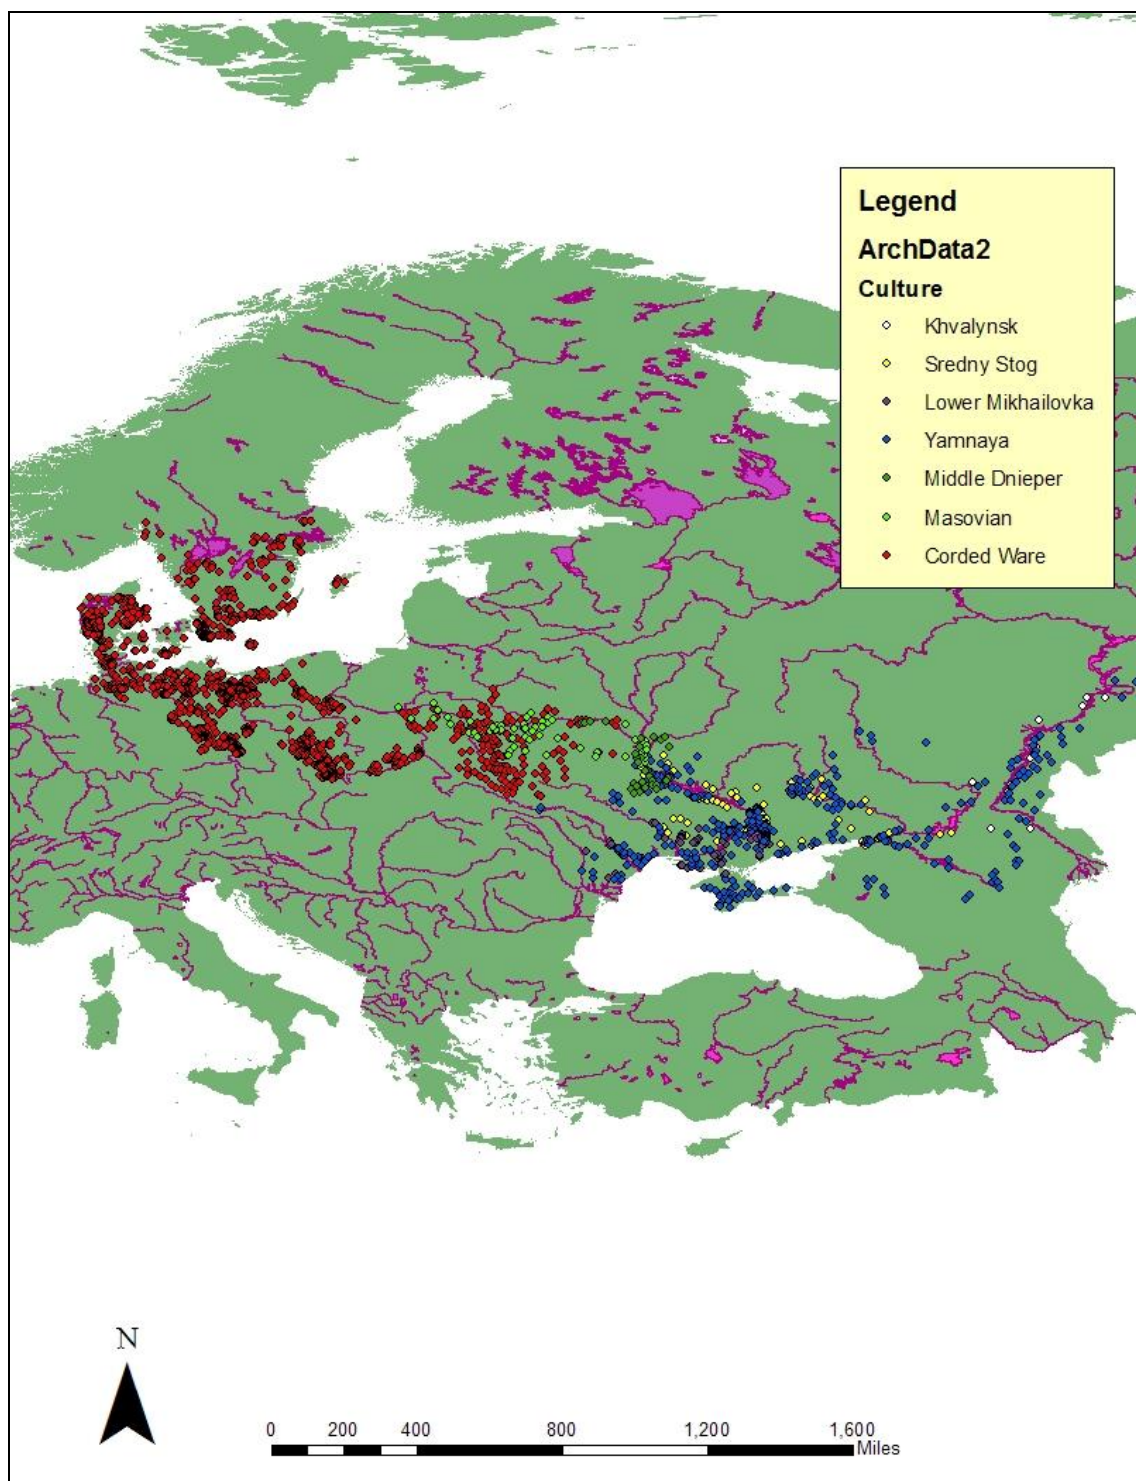 Legend
ArchData2
Culture
Khvalynsk
Sredny Stog
Lower Mikhailovka
Yamnaya
Middle Dnieper
Masovian
Corded Ware
N
0 200 400 800 1,200 1,600
Miles